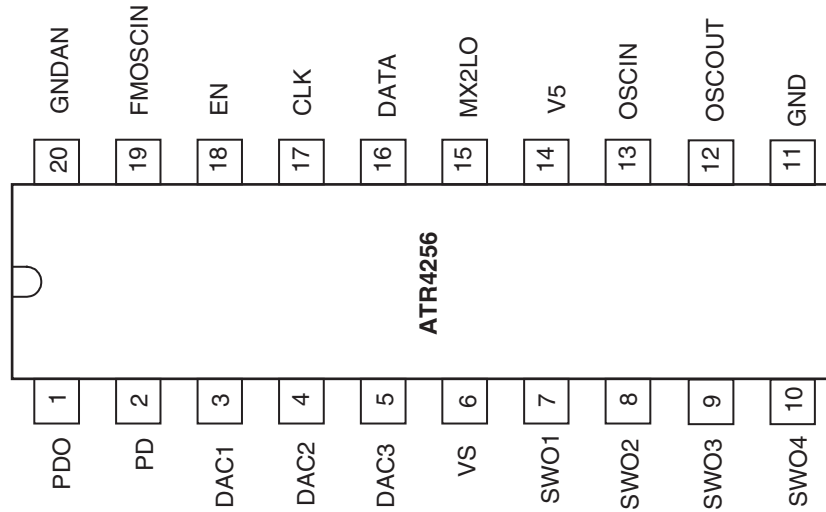 GNDAN
FMOSCIN
EN
CLK
DATA
MX2LO
V5
OSCIN
OSCOUT
GND
20
19
18
17
16
15
14
13
12
11
ATR4256
1
2
3
4
5
6
7
8
9
10
PDO
PD
DAC1
DAC2
DAC3
VS
SWO1
SWO2
SWO3
SWO4